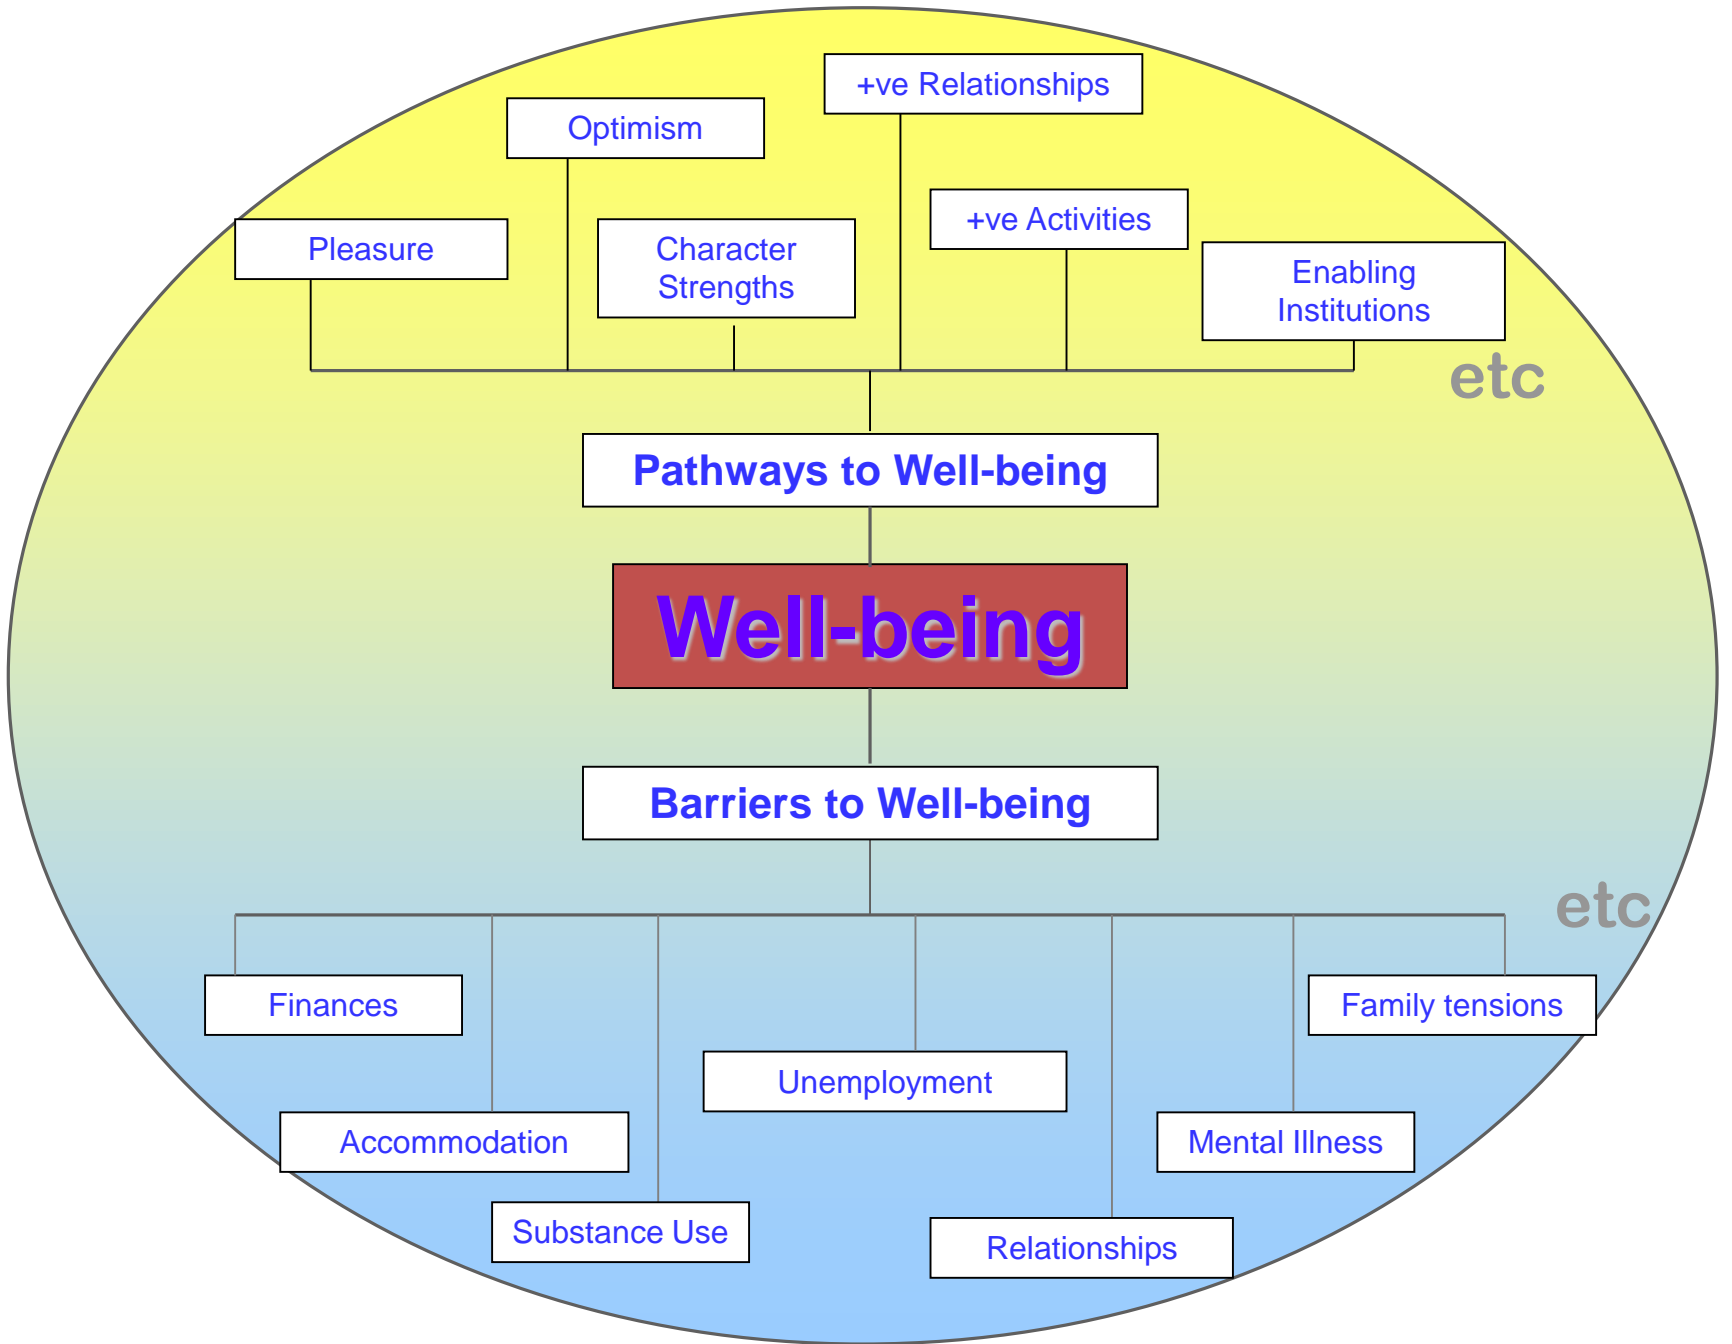 +ve Relationships
Optimism
+ve Activities
Pleasure
Character
Strengths
Enabling
Institutions
etc
Pathways to Well-being
Well-being
Barriers to Well-being
etc
Finances
Family tensions
Unemployment
Accommodation
Mental Illness
Substance Use
Relationships